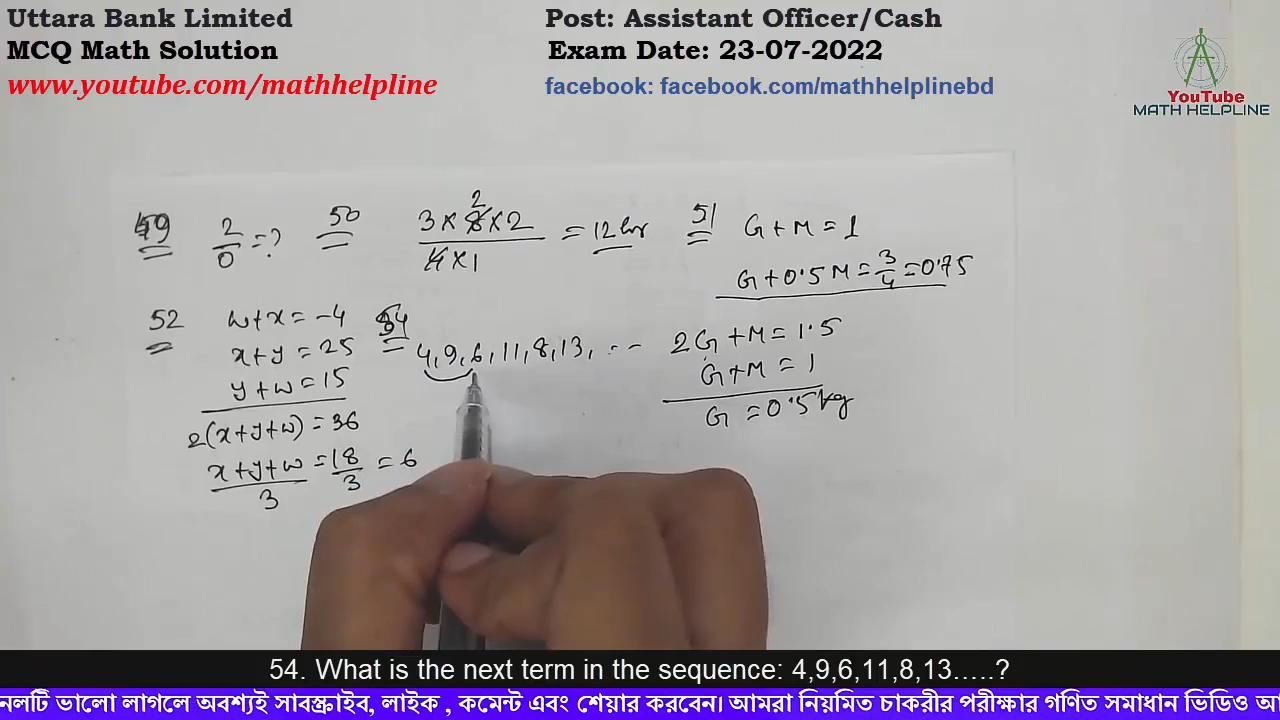 Uttara Bank Limited
Post: Assistant Officer/Cash
MCQ Math Solution
Exam Date: 23-07-2022
www.youtube.com/mathhelpline
facebook: facebook.com/mathhelplinebd
YouTube
MATH HELPLINE
49
2/0 = ?
50
3 × 8 × 2 / 4 × 1 = 12 hr
2
51
G + M = 1
G + 0.5 M = 3/4 = 0.75
2G + M = 1.5
G + M = 1
G = 0.5 kg
52
w + x = -4
x + y = 25
y + w = 15
2(x + y + w) = 36
x + y + w / 3 = 18/3 = 6
54
4, 9, 6, 11, 8, 13, ...
54. What is the next term in the sequence: 4,9,6,11,8,13.....?
নলটি ভালো লাগলে অবশ্যই সাবস্ক্রাইব, লাইক , কমেন্ট এবং শেয়ার করবেন। আমরা নিয়মিত চাকরীর পরীক্ষার গণিত সমাধান ভিডিও আ